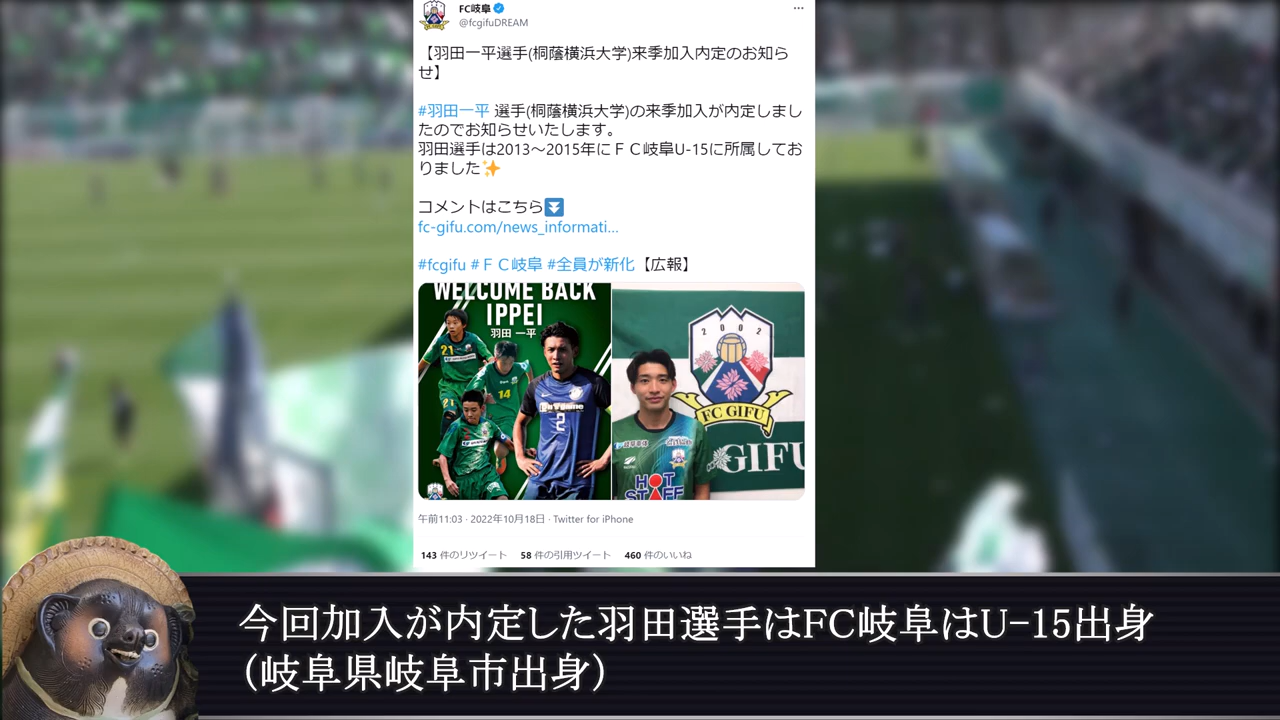 FC岐阜
@fcgifuDREAM
【羽田一平選手(桐蔭横浜大学)来季加入内定のお知ら
せ】
#羽田一平 選手(桐蔭横浜大学)の来季加入が内定しまし
たのでお知らせいたします。
羽田選手は2013〜2015年にＦＣ岐阜U-15に所属してお
りました✨
コメントはこちら⏬
fc-gifu.com/news_informati...
#fcgifu #ＦＣ岐阜 #全員が新化【広報】
WELCOME BACK
IPPEI
羽田 一平
21
14
2
2002
FC GIFU
GIFU
HOT
STAFF
午前11:03 · 2022年10月18日 · Twitter for iPhone
143 件のリツイート 58 件の引用ツイート 460 件のいいね
今回加入が内定した羽田選手はFC岐阜はU-15出身
（岐阜県岐阜市出身）